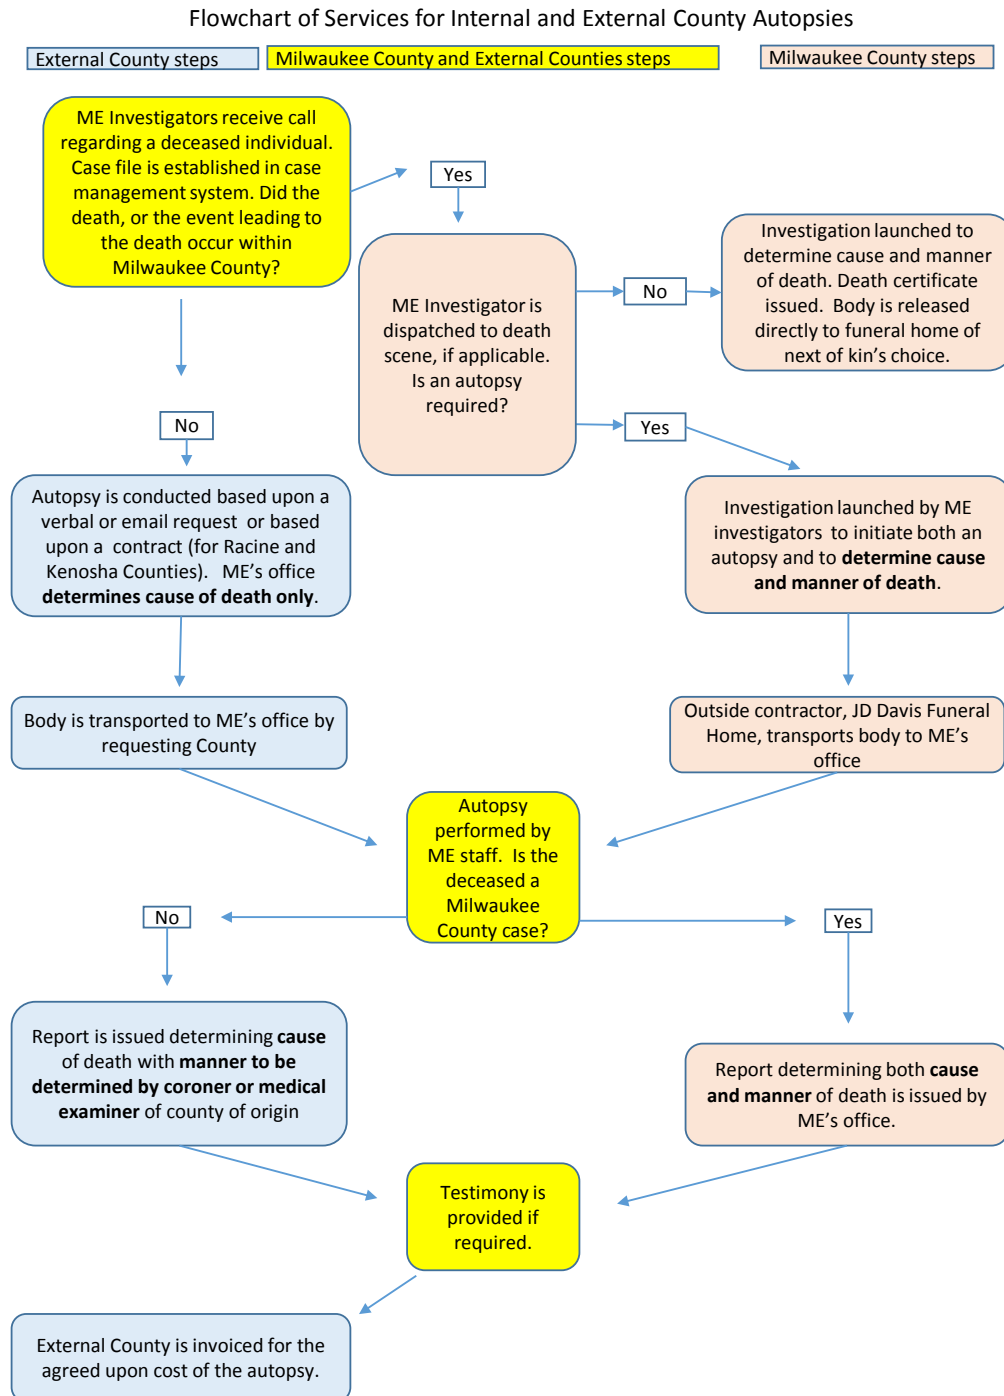 Flowchart of Services for Internal and External County Autopsies
External County steps
Milwaukee County and External Counties steps
Milwaukee County steps
ME Investigators receive call
regarding a deceased individual.
Case file is established in case
management system. Did the
death, or the event leading to
the death occur within
Milwaukee County?
Yes
ME Investigator is
dispatched to death
scene, if applicable.
Is an autopsy
required?
No
Investigation launched to
determine cause and manner
of death. Death certificate
issued.  Body is released
directly to funeral home of
next of kin's choice.
Yes
No
Autopsy is conducted based upon a
verbal or email request  or based
upon a  contract (for Racine and
Kenosha Counties).   ME's office
determines cause of death only.
Investigation launched by ME
investigators  to initiate both an
autopsy and to determine cause
and manner of death.
Body is transported to ME's office by
requesting County
Outside contractor, JD Davis Funeral
Home, transports body to ME's
office
Autopsy
performed by
ME staff.  Is the
deceased a
Milwaukee
County case?
No
Yes
Report is issued determining cause
of death with manner to be
determined by coroner or medical
examiner of county of origin
Report determining both cause
and manner of death is issued by
ME's office.
Testimony is
provided if
required.
External County is invoiced for the
agreed upon cost of the autopsy.